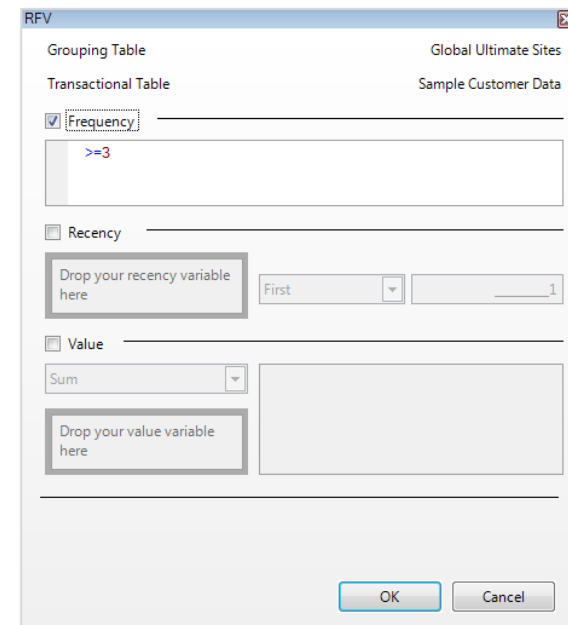 RFV
Grouping Table Global Ultimate Sites
Transactional Table Sample Customer Data
Frequency
>=3
Recency
Drop your recency variable
here
First
_______1
Value
Sum
Drop your value variable
here
OK Cancel